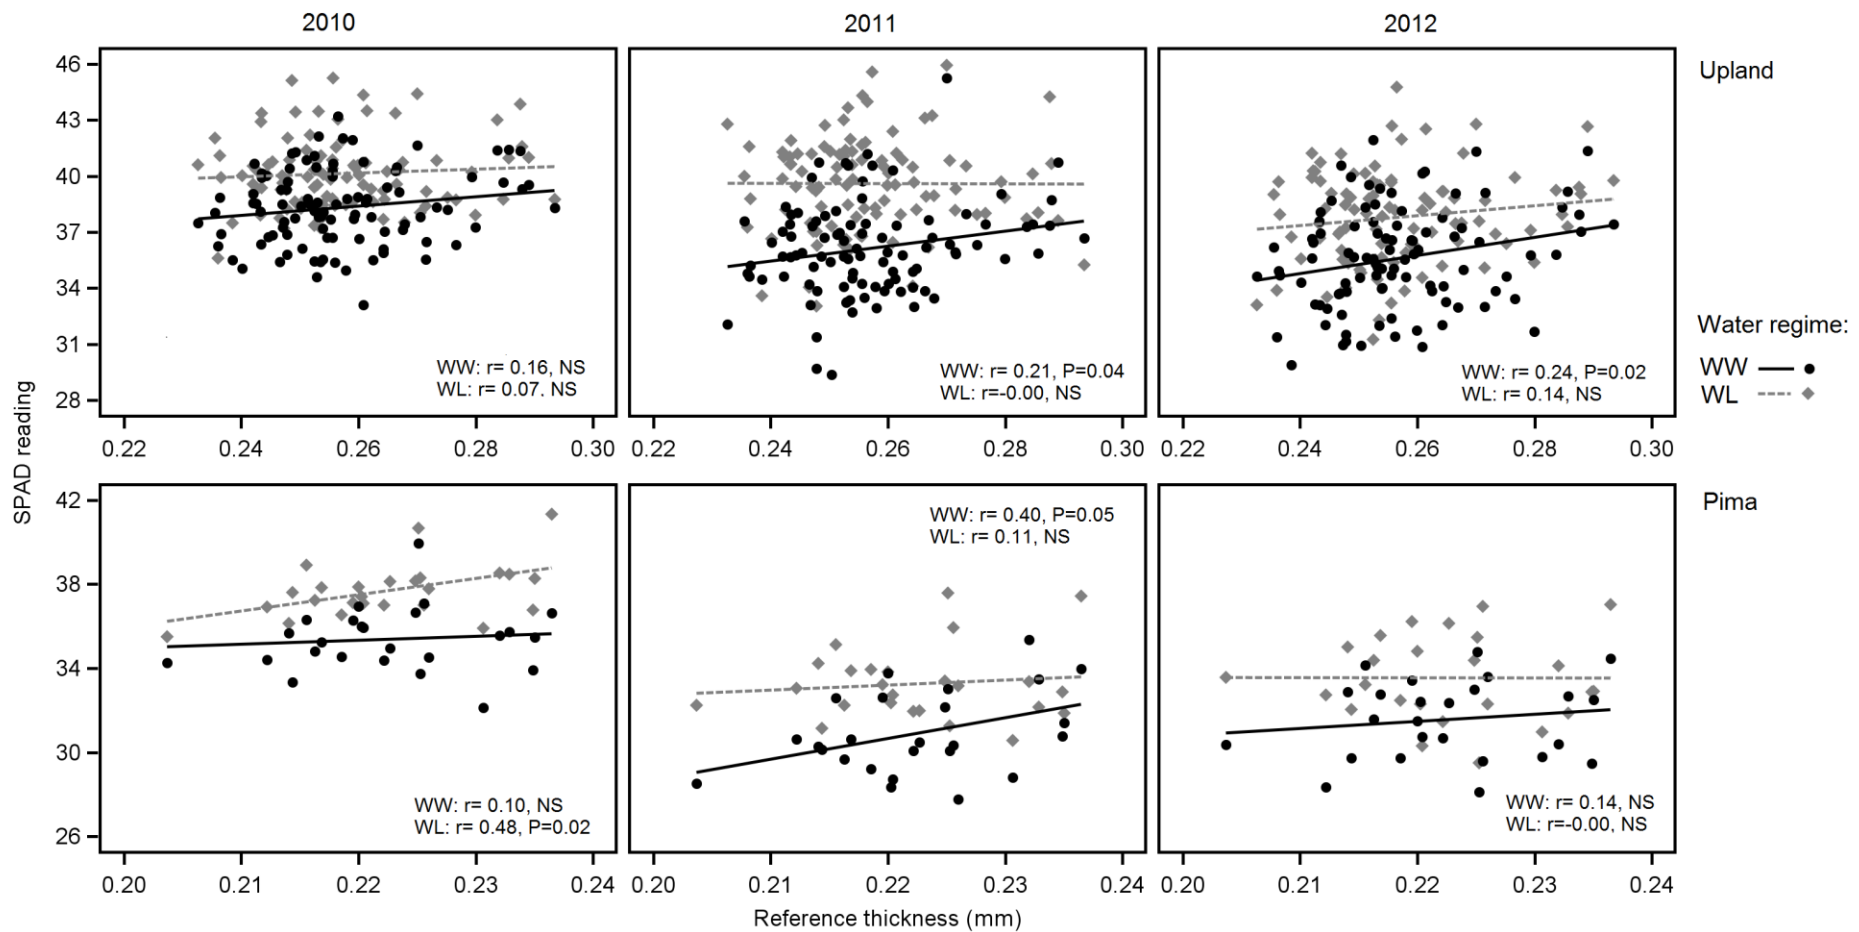 2010 2011 2012
46
43
40
37
34
31
28
WW: r= 0.16, NS
WL: r= 0.07. NS
WW: r= 0.21, P=0.04
WL: r=-0.00, NS
WW: r= 0.24, P=0.02
WL: r= 0.14, NS
Upland
Water regime:
WW
WL
0.22 0.24 0.26 0.28 0.30 0.22 0.24 0.26 0.28 0.30 0.22 0.24 0.26 0.28 0.30
SPAD reading
42
38
34
30
26
WW: r= 0.10, NS
WL: r= 0.48, P=0.02
WW: r= 0.40, P=0.05
WL: r= 0.11, NS
WW: r= 0.14, NS
WL: r=-0.00, NS
Pima
0.20 0.21 0.22 0.23 0.24 0.20 0.21 0.22 0.23 0.24 0.20 0.21 0.22 0.23 0.24
Reference thickness (mm)